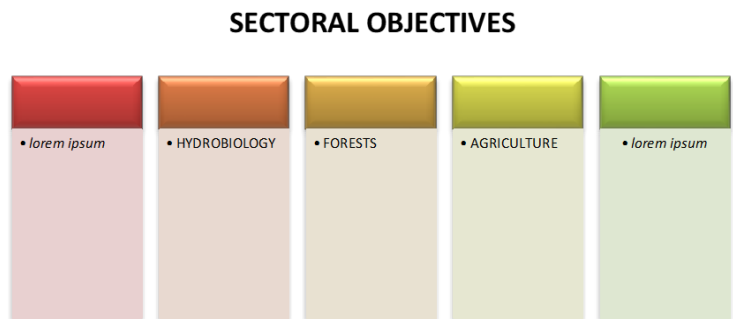 SECTORAL OBJECTIVES
• lorem ipsum
• HYDROBIOLOGY
• FORESTS
• AGRICULTURE
• lorem ipsum